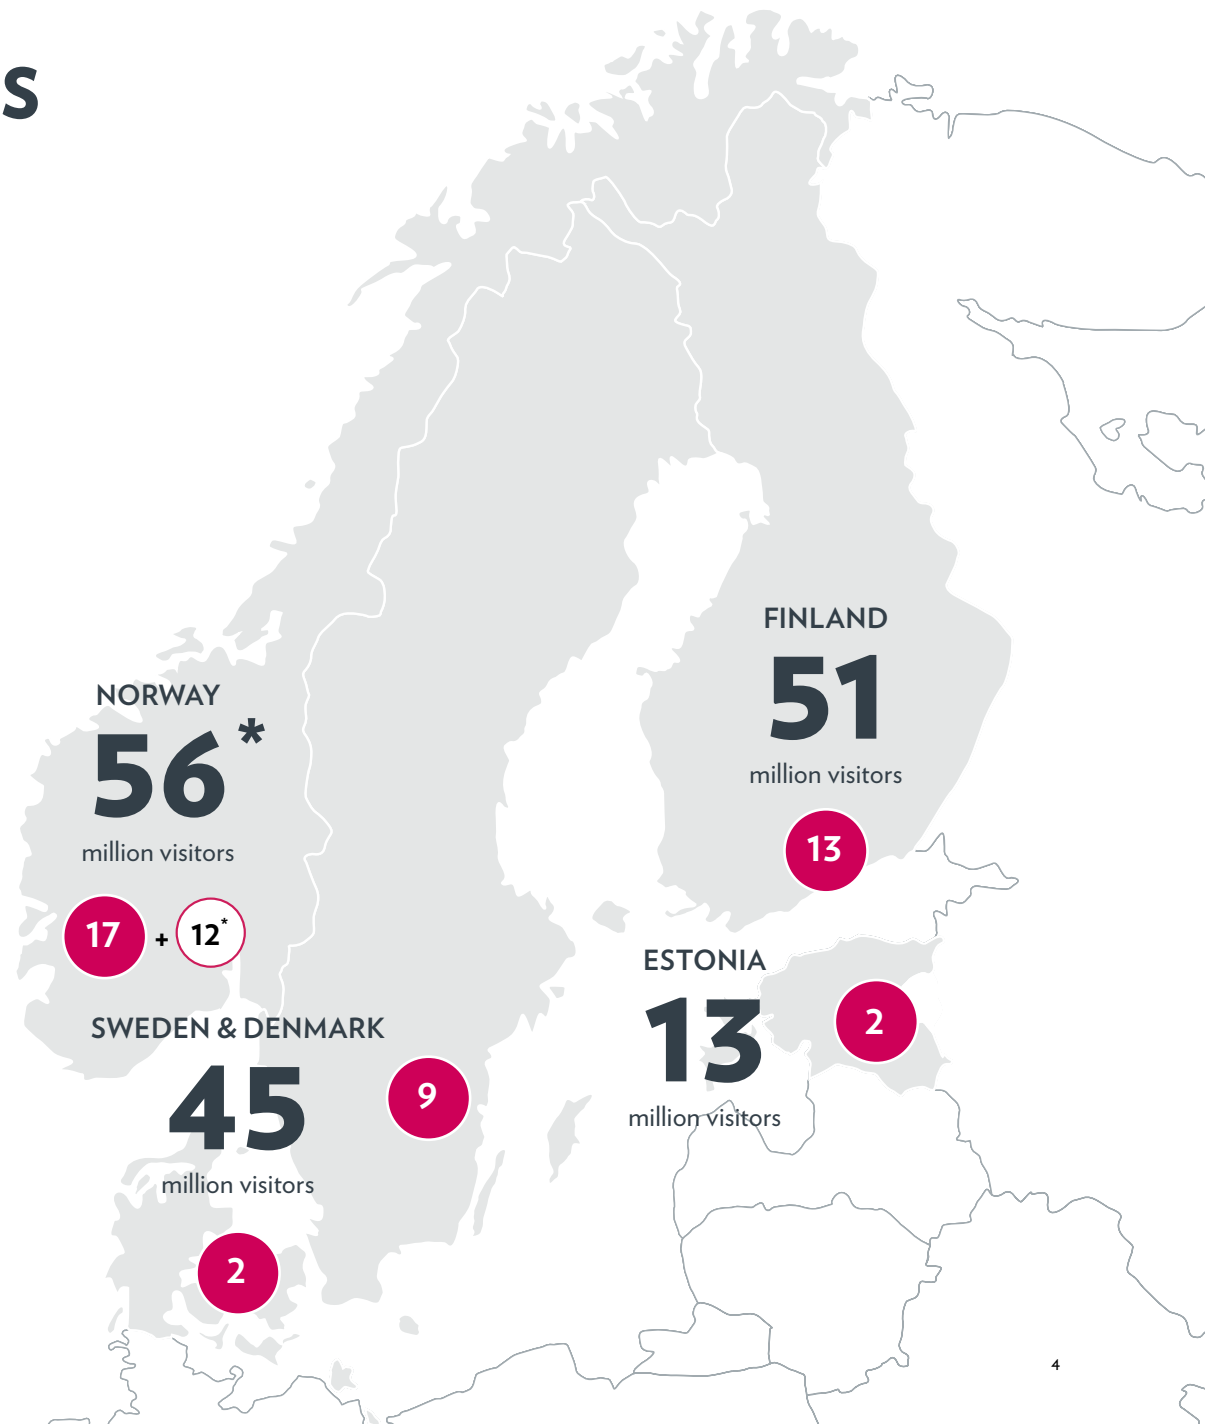 S
FINLAND
51
million visitors
13
NORWAY
56*
million visitors
17 + 12*
ESTONIA
13
million visitors
2
SWEDEN & DENMARK
45
million visitors
9
2
4